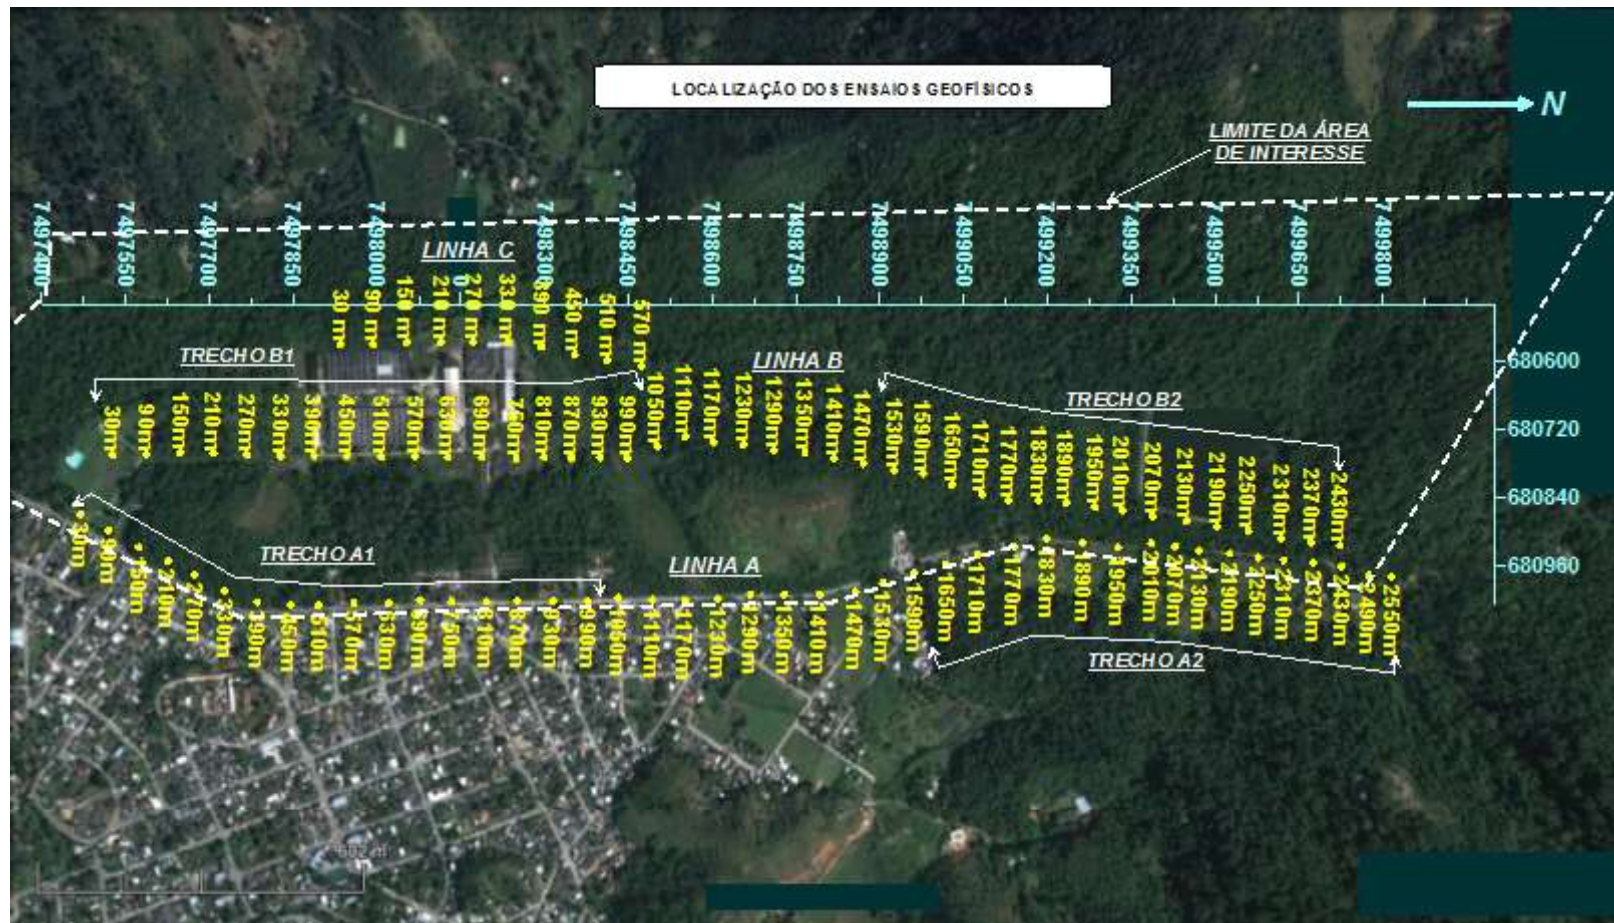 LOCALIZAÇÃO DOS ENSAIOS GEOFÍSICOS
N
LIMITE DA ÁREA
DE INTERESSE
7497400
7497550
7497700
7497850
7498000
0
7498300
7498450
7498600
7498750
7498900
7499050
7499200
7499350
7499500
7499650
7499800
LINHA C
30 m
90 m
150 m
210 m
270 m
330 m
390 m
450 m
510 m
570 m
680600
680720
680840
680960
TRECHO B1
LINHA B
TRECHO B2
30m
90m
150m
210m
270m
330m
390m
450m
510m
570m
630m
690m
750m
810m
870m
930m
990m
1050m
1110m
1170m
1230m
1290m
1350m
1410m
1470m
1530m
1590m
1650m
1710m
1770m
1830m
1890m
1950m
2010m
2070m
2130m
2190m
2250m
2310m
2370m
2430m
TRECHO A1
LINHA A
TRECHO A2
30m
90m
150m
210m
270m
330m
390m
450m
510m
570m
630m
690m
750m
810m
870m
930m
990m
1050m
1110m
1170m
1230m
1290m
1350m
1410m
1470m
1530m
1590m
1650m
1710m
1770m
1830m
1890m
1950m
2010m
2070m
2130m
2190m
2250m
2310m
2370m
2430m
2490m
2550m